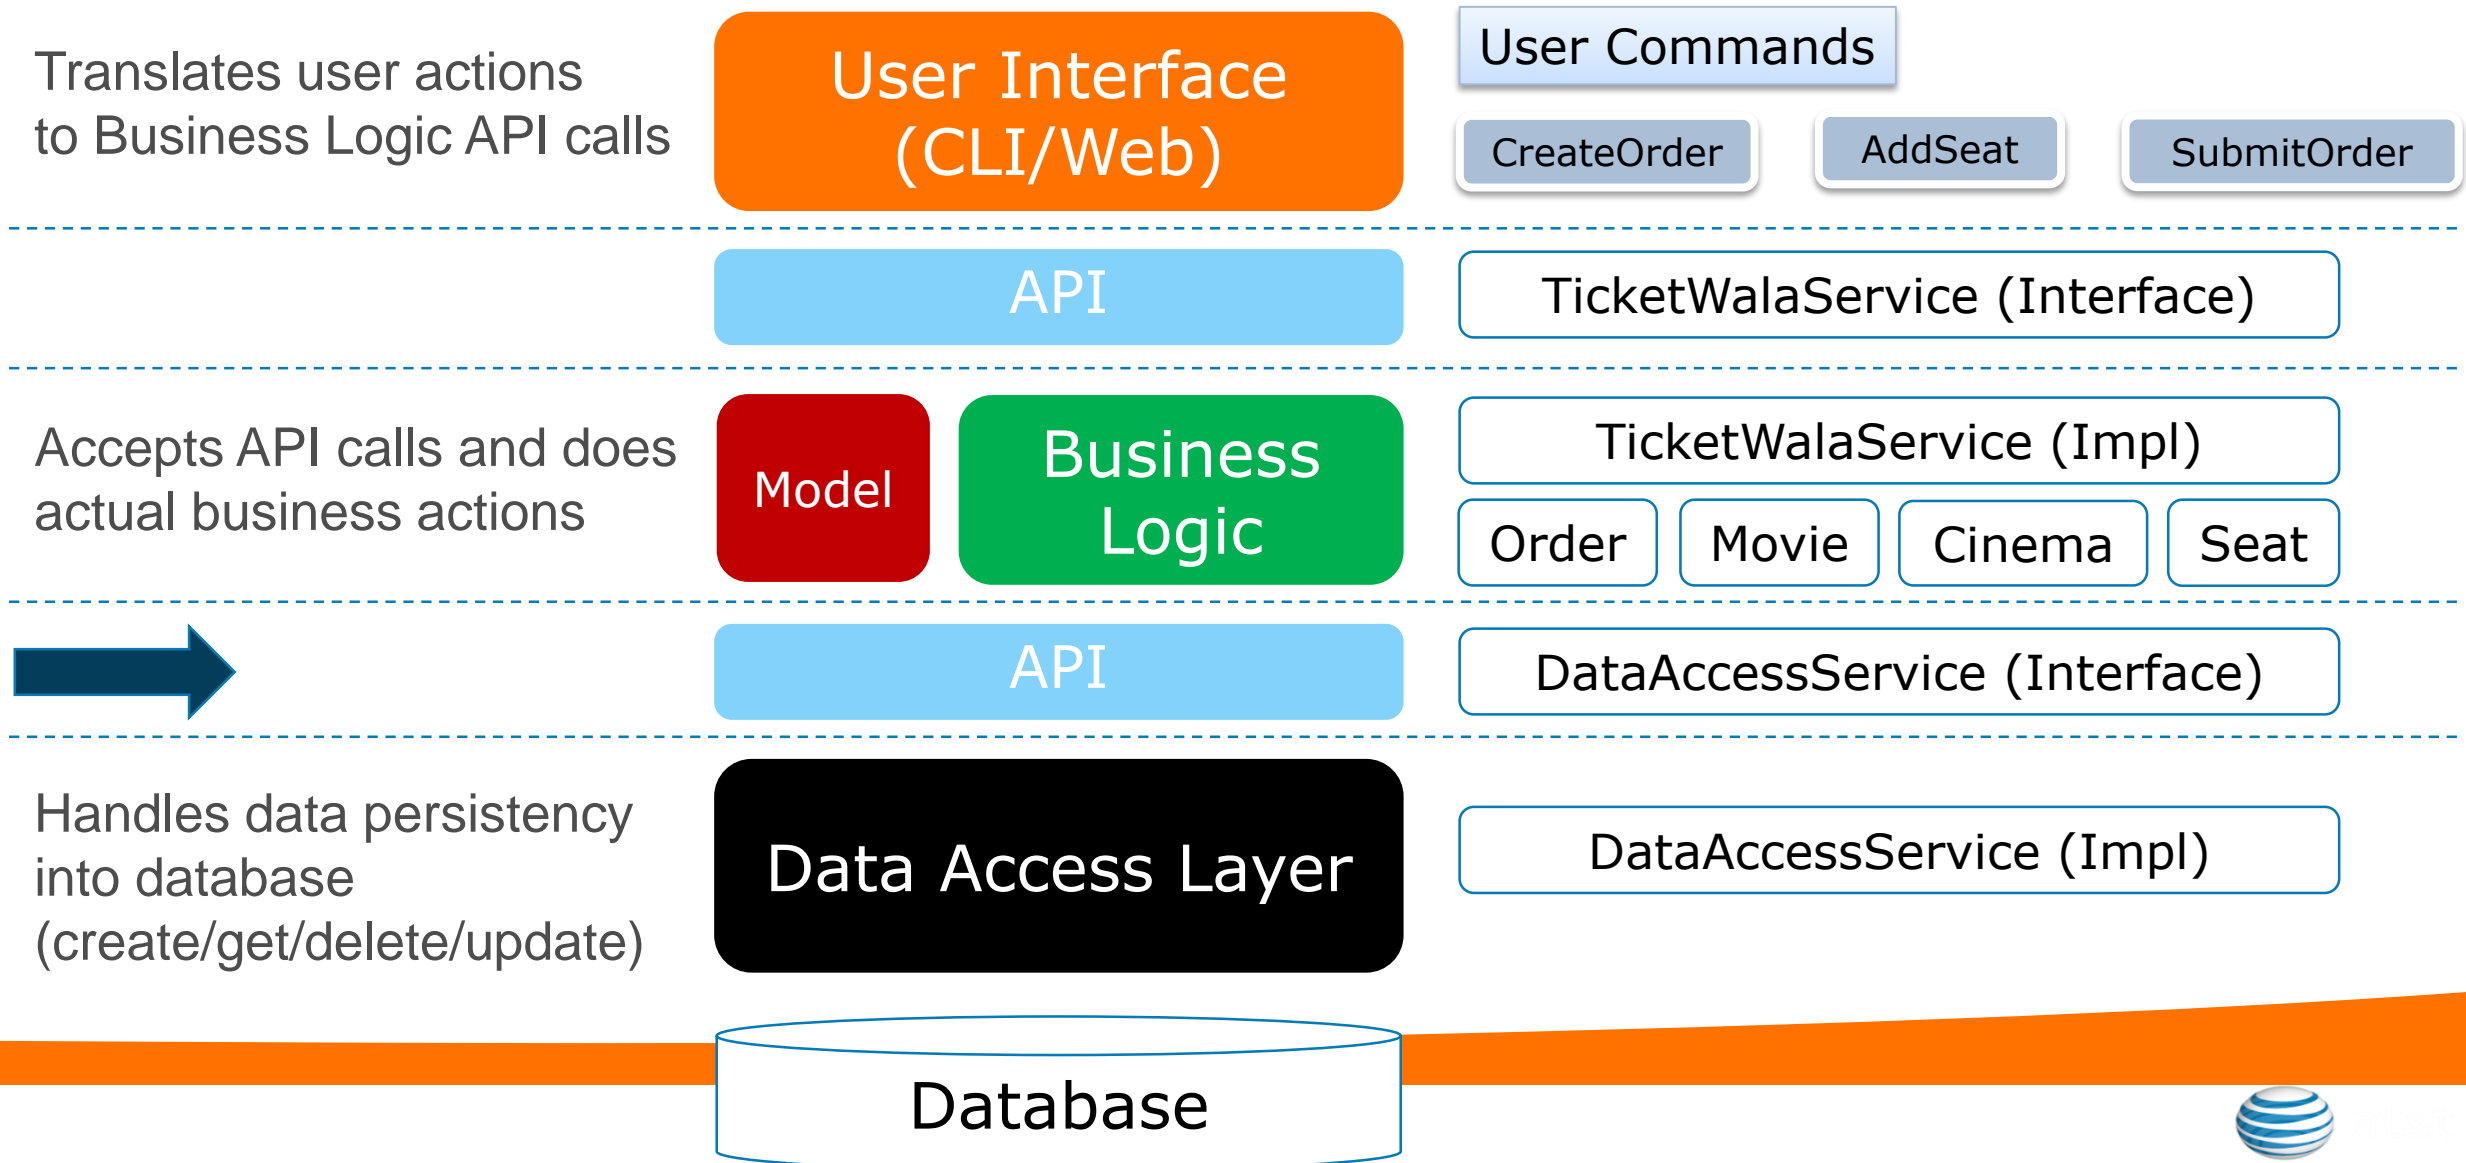 Translates user actions
to Business Logic API calls
User Interface
(CLI/Web)
User Commands
CreateOrder
AddSeat
SubmitOrder
API
TicketWalaService (Interface)
Accepts API calls and does
actual business actions
Model
Business
Logic
TicketWalaService (Impl)
Order
Movie
Cinema
Seat
API
DataAccessService (Interface)
Handles data persistency
into database
(create/get/delete/update)
Data Access Layer
DataAccessService (Impl)
Database